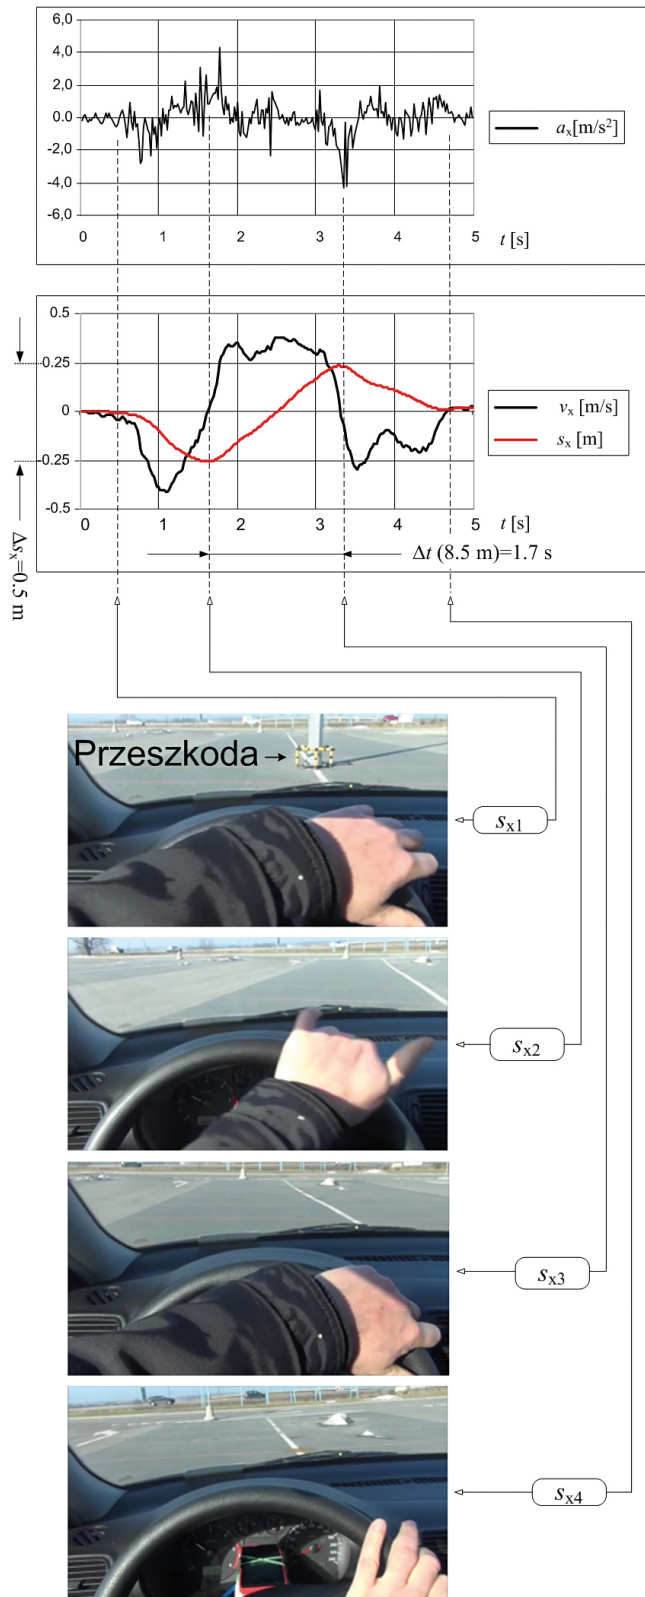 6,0
4,0
2,0
0.0
-2,0
-4,0
-6,0
0 1 2 3 4 5 t [s]
aₓ[m/s²]
0.5
0.25
0
-0.25
-0.5
0 1 2 3 4 5 t [s]
vₓ [m/s]
sₓ [m]
Δsₓ=0.5 m
Δt (8.5 m)=1.7 s
Przeszkoda →
sₓ₁
sₓ₂
sₓ₃
sₓ₄